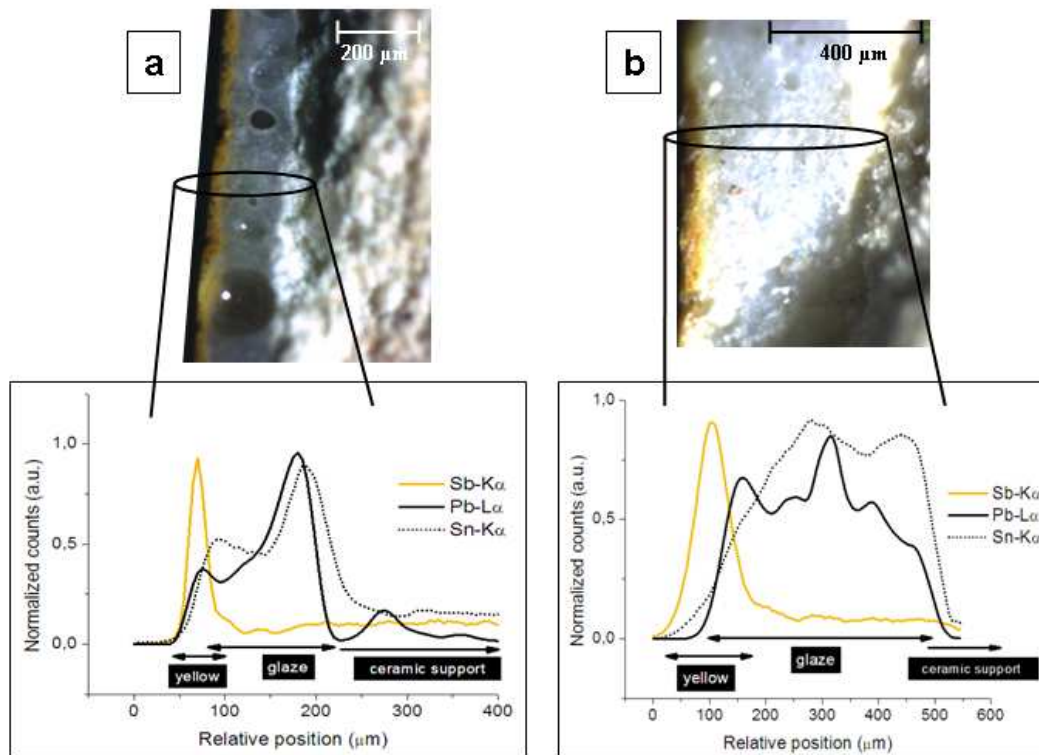 a
200 µm
b
400 µm
Normalized counts (a.u.)
1.0
0.5
0.0
Sb-Kα
Pb-Lα
Sn-Kα
yellow
glaze
ceramic support
0
100
200
300
400
Relative position (µm)
Normalized counts (a.u.)
1,0
0,5
0,0
Sb-Kα
Pb-Lα
Sn-Kα
yellow
glaze
ceramic support
0
100
200
300
400
500
600
Relative position (µm)